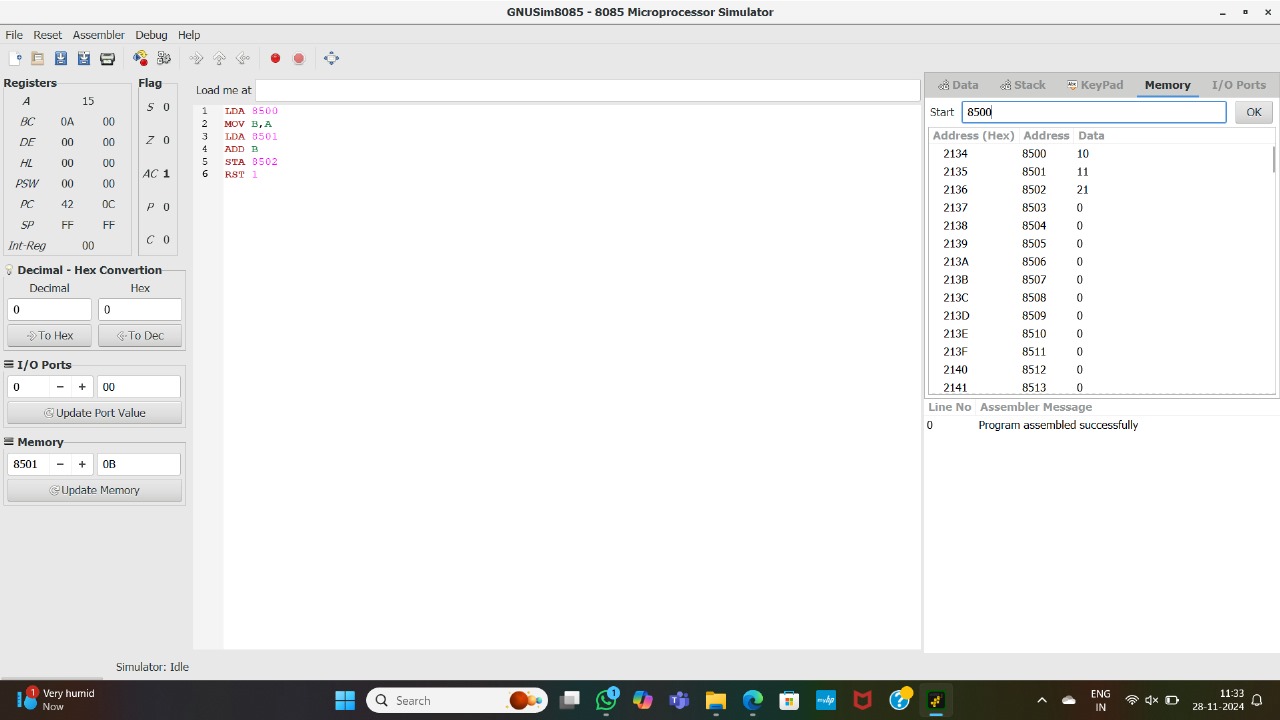 GNUSim8085 - 8085 Microprocessor Simulator
File Reset Assembler Debug Help
Registers
A 15
BC 0A 00
DE 00 00
HL 00 00
PSW 00 00
PC 42 0C
SP FF FF
Int-Reg 00
Flag
S 0
Z 0
AC 1
P 0
C 0
Decimal - Hex Convertion
Decimal Hex
0 0
To Hex To Dec
I/O Ports
0 − + 00
Update Port Value
Memory
8501 − + 0B
Update Memory
Load me at
1 LDA 8500
2 MOV B,A
3 LDA 8501
4 ADD B
5 STA 8502
6 RST 1
Data Stack KeyPad Memory I/O Ports
Start 8500 OK
Address (Hex) Address Data
2134 8500 10
2135 8501 11
2136 8502 21
2137 8503 0
2138 8504 0
2139 8505 0
213A 8506 0
213B 8507 0
213C 8508 0
213D 8509 0
213E 8510 0
213F 8511 0
2140 8512 0
2141 8513 0
Line No Assembler Message
0 Program assembled successfully
Simulator: Idle
1 Very humid
Now
Search
1
ENG
IN
11:33
28-11-2024